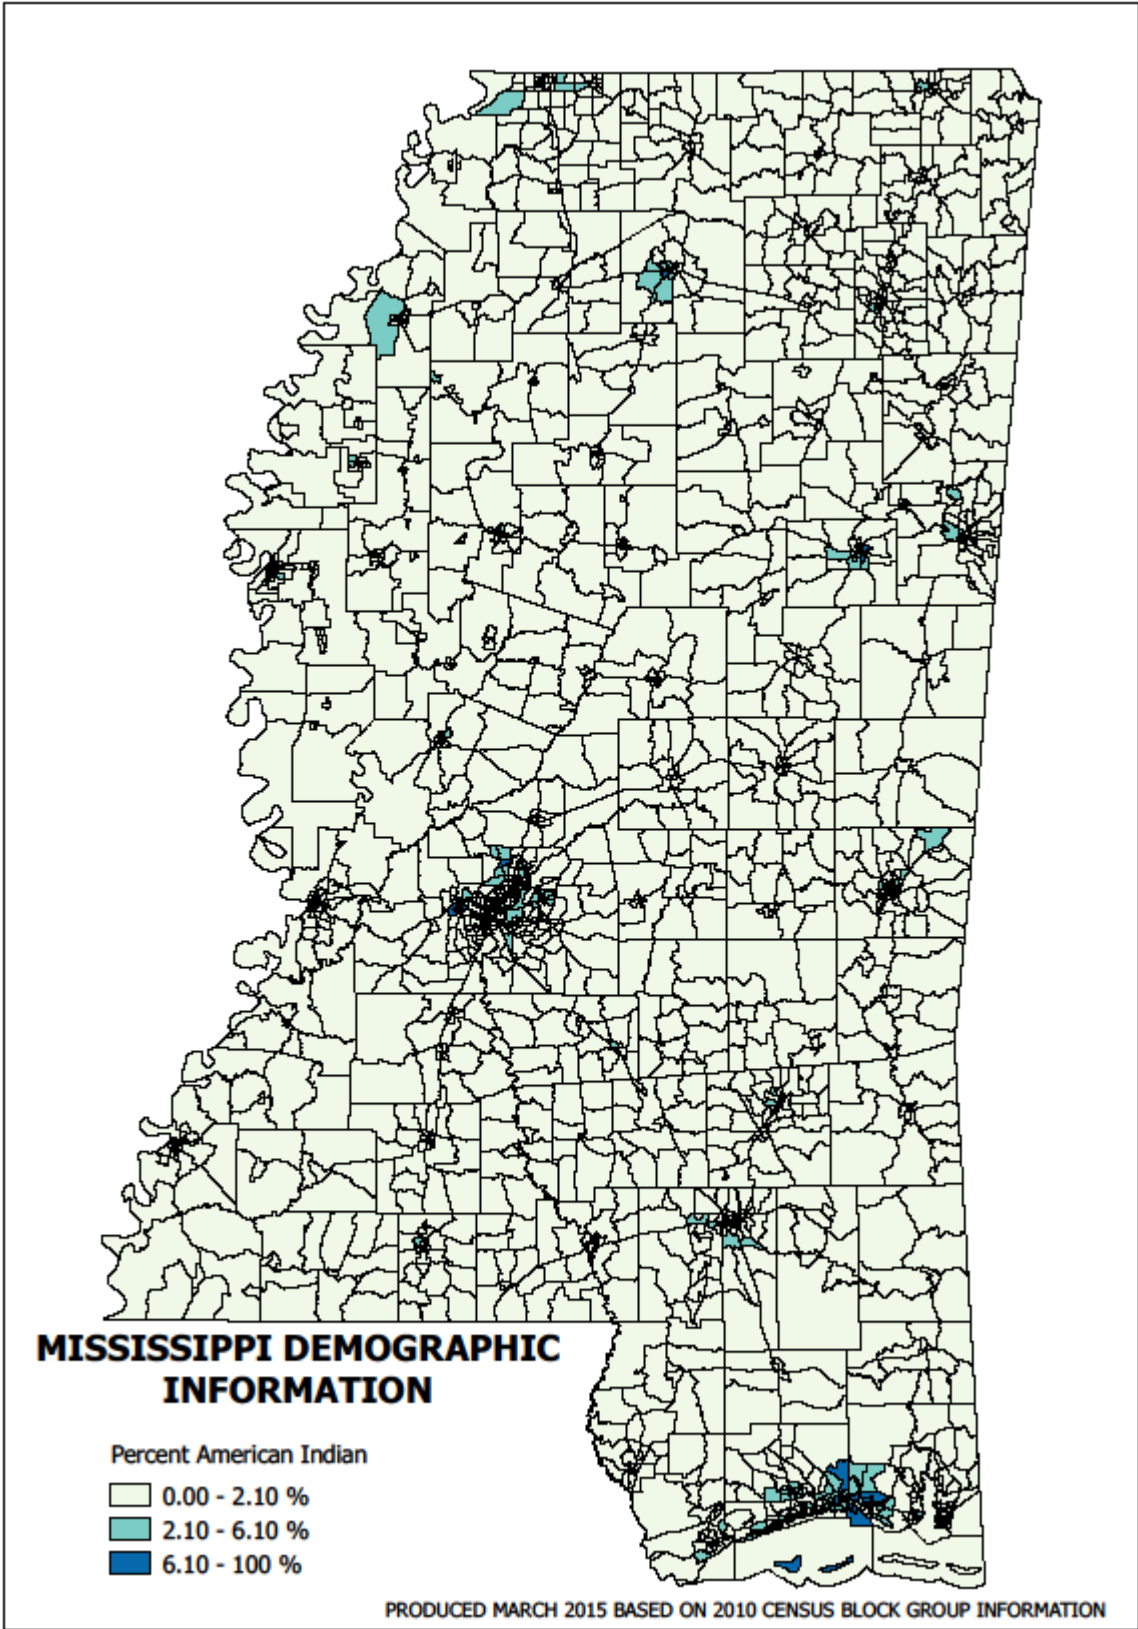 MISSISSIPPI DEMOGRAPHIC
INFORMATION
Percent American Indian
0.00 - 2.10 %
2.10 - 6.10 %
6.10 - 100 %
PRODUCED MARCH 2015 BASED ON 2010 CENSUS BLOCK GROUP INFORMATION